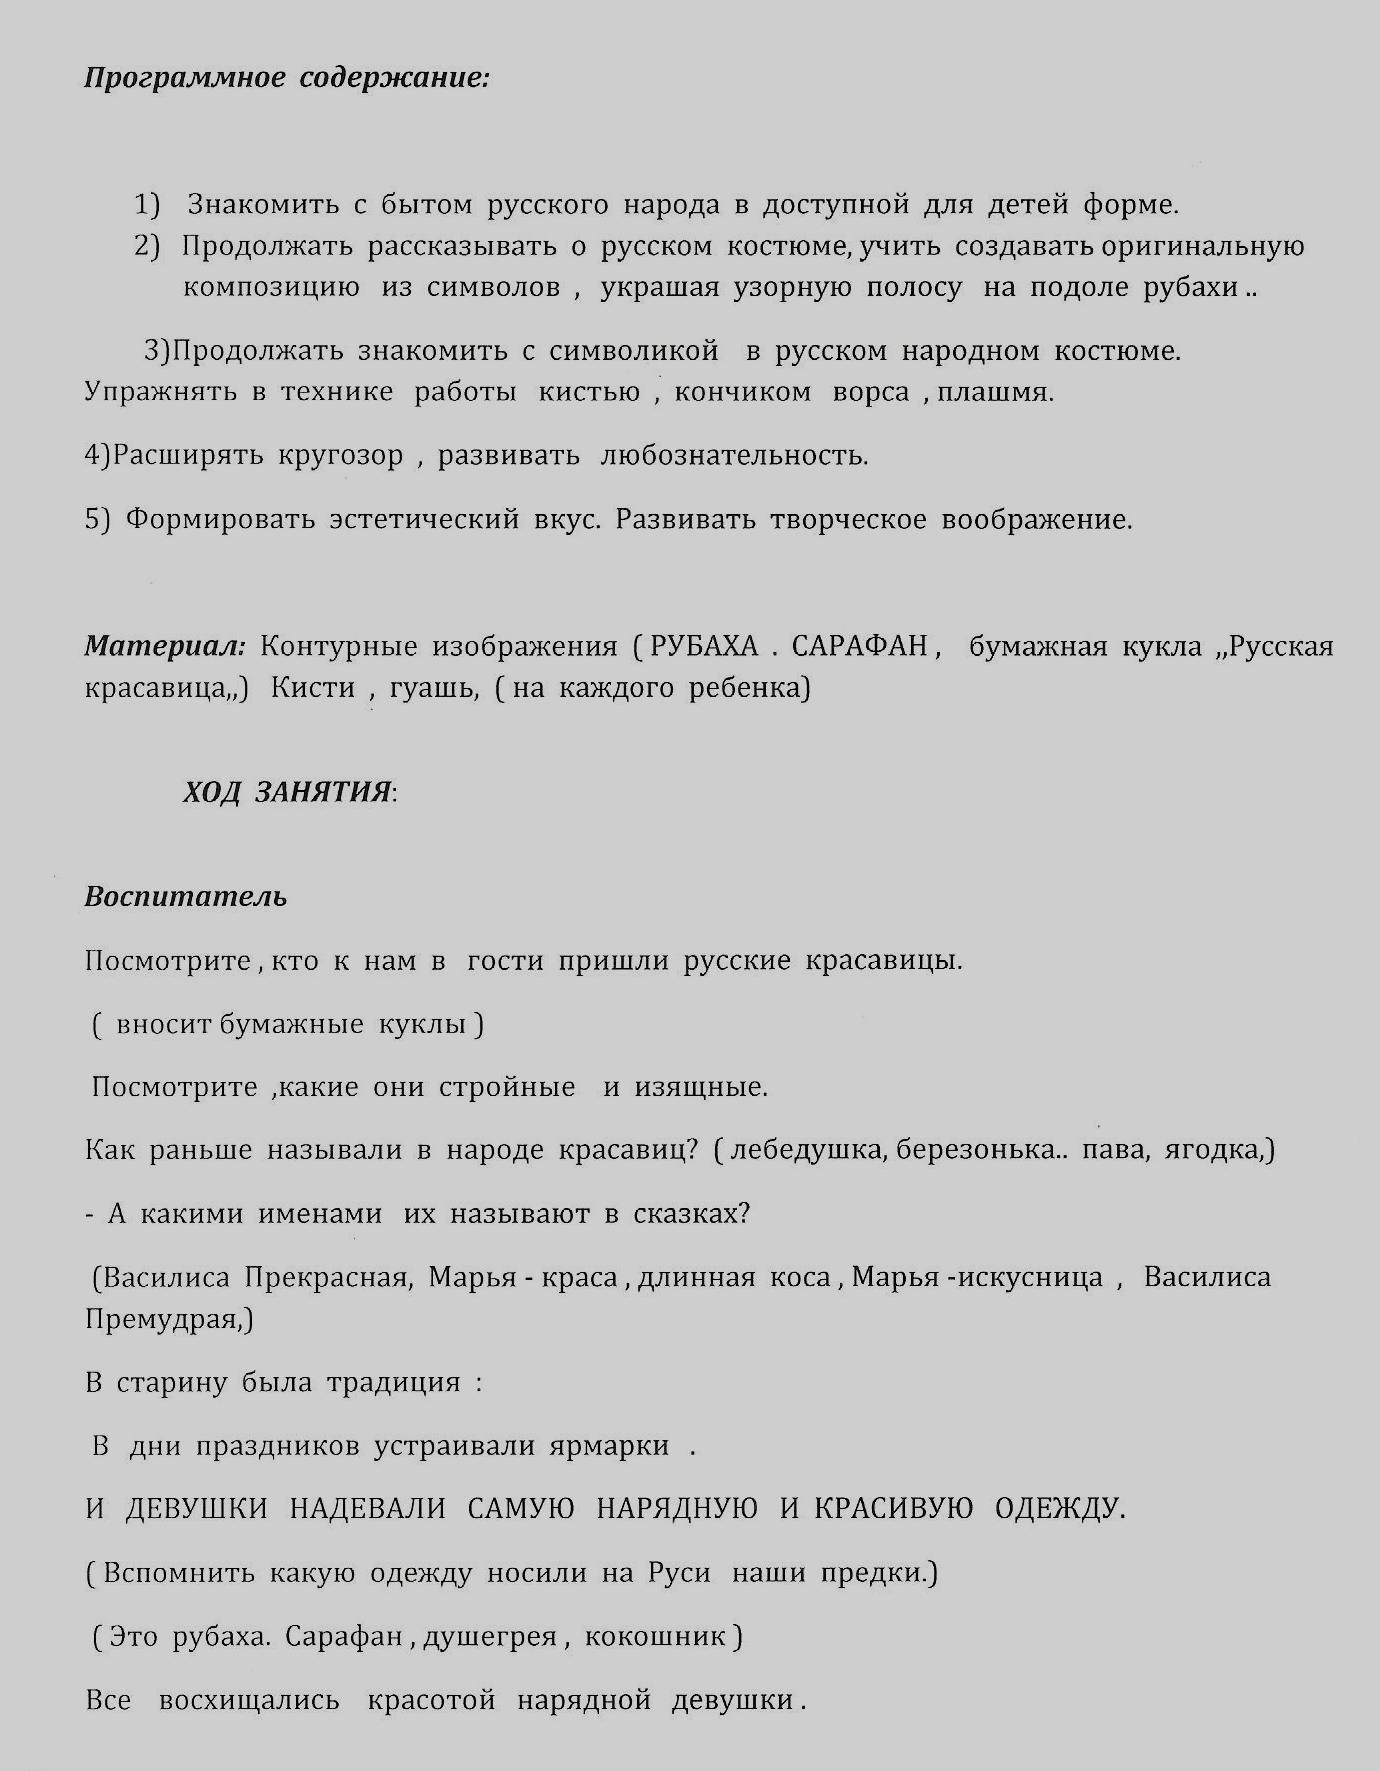 Программное содержание:
1) Знакомить с бытом русского народа в доступной для детей форме.
2) Продолжать рассказывать о русском костюме, учить создавать оригинальную
композицию из символов , украшая узорную полосу на подоле рубахи ..
3)Продолжать знакомить с символикой в русском народном костюме.
Упражнять в технике работы кистью , кончиком ворса , плашмя.
4)Расширять кругозор , развивать любознательность.
5) Формировать эстетический вкус. Развивать творческое воображение.
Материал: Контурные изображения ( РУБАХА . САРАФАН , бумажная кукла „Русская
красавица„) Кисти , гуашь, ( на каждого ребенка)
ХОД ЗАНЯТИЯ:
Воспитатель
Посмотрите , кто к нам в гости пришли русские красавицы.
( вносит бумажные куклы )
Посмотрите ,какие они стройные и изящные.
Как раньше называли в народе красавиц? ( лебедушка, березонька.. пава, ягодка,)
- А какими именами их называют в сказках?
(Василиса Прекрасная, Марья - краса , длинная коса , Марья -искусница , Василиса
Премудрая,)
В старину была традиция :
В дни праздников устраивали ярмарки .
И ДЕВУШКИ НАДЕВАЛИ САМУЮ НАРЯДНУЮ И КРАСИВУЮ ОДЕЖДУ.
( Вспомнить какую одежду носили на Руси наши предки.)
( Это рубаха. Сарафан , душегрея , кокошник )
Все восхищались красотой нарядной девушки .